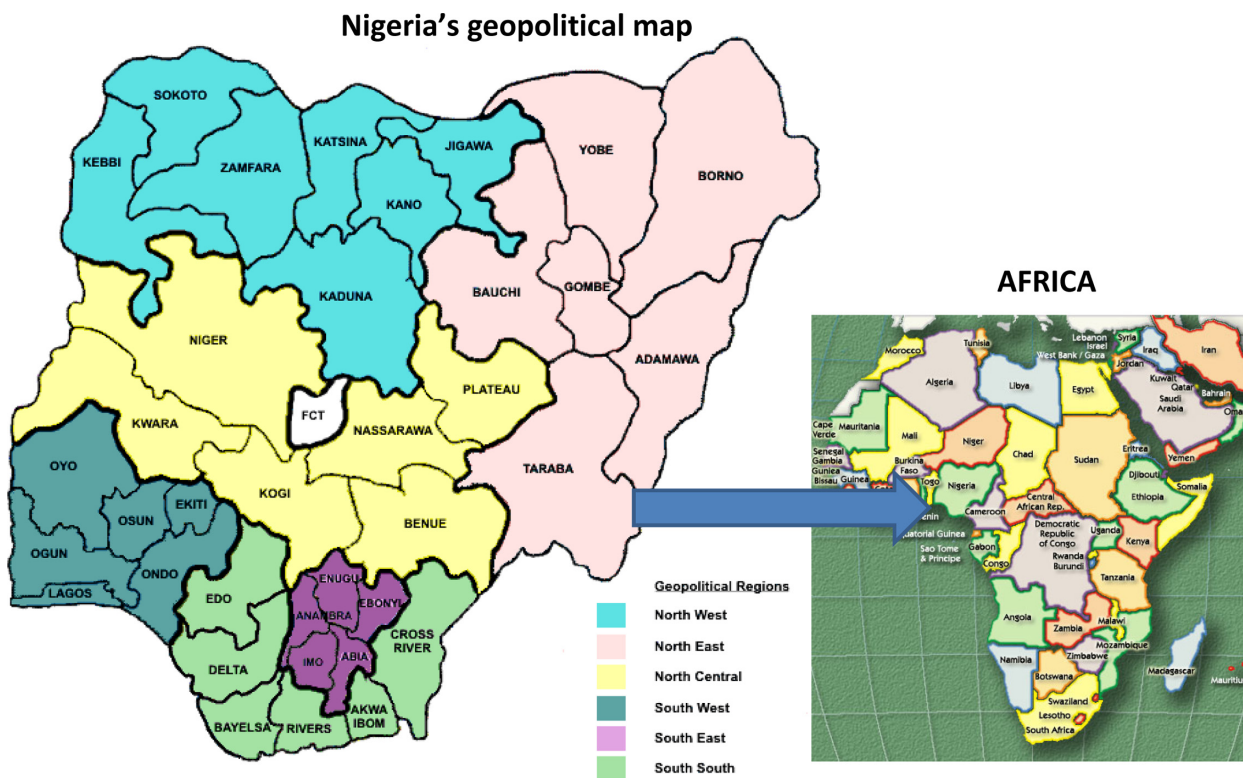 Nigeria's geopolitical map
SOKOTO
KATSINA
JIGAWA
YOBE
KEBBI
ZAMFARA
BORNO
KANO
KADUNA
BAUCHI
GOMBE
NIGER
ADAMAWA
PLATEAU
FCT
KWARA
NASSARAWA
OYO
TARABA
KOGI
EKITI
OSUN
BENUE
OGUN
ONDO
LAGOS
ENUGU
EDO
EBONYI
ANAMBRA
CROSS
RIVER
IMO
ABIA
DELTA
AKWA
IBOM
BAYELSA
RIVERS
Geopolitical Regions
North West
North East
North Central
South West
South East
South South
AFRICA
Lebanon
Israel
West Bank / Gaza
Syria
Tunisia
Morocco
Iraq
Iran
Jordan
Algeria
Libya
Egypt
Kuwait
Qatar
Bahrain
Saudi
Arabia
Oma
Cape
Verde
Mauritania
Mali
Niger
Chad
Sudan
Eritrea
Yemen
Senegal
Gambia
Guniea
Bissau
Guinea
Burkina
Faso
Togo
Nigeria
Djibouti
Somalia
Ethiopia
Central
African Rep.
Cameroon
enin
quatorial Guinea
Sao Tome
& Principe
Gabon
Congo
Democratic
Republic
of Congo
Uganda
Kenya
Rwanda
Burundi
Tanzania
Angola
Zambia
Malawi
Mozambique
Zimbabwe
Namibia
Botswana
Madagascar
Mauritiu
Swaziland
Lesotho
South Africa